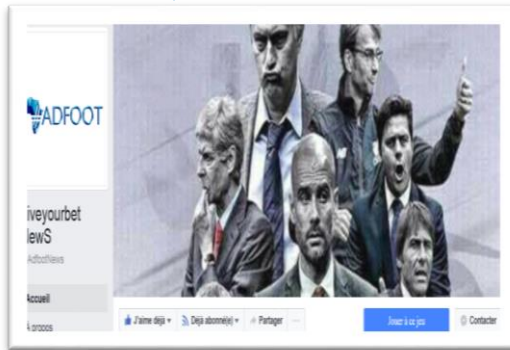 ADFOOT
iveyourbet
lewS
AdfootNews
Accueil
À propos
J'aime déjà
Déjà abonné(e)
Partager
...
Jouer à ce jeu
Contacter